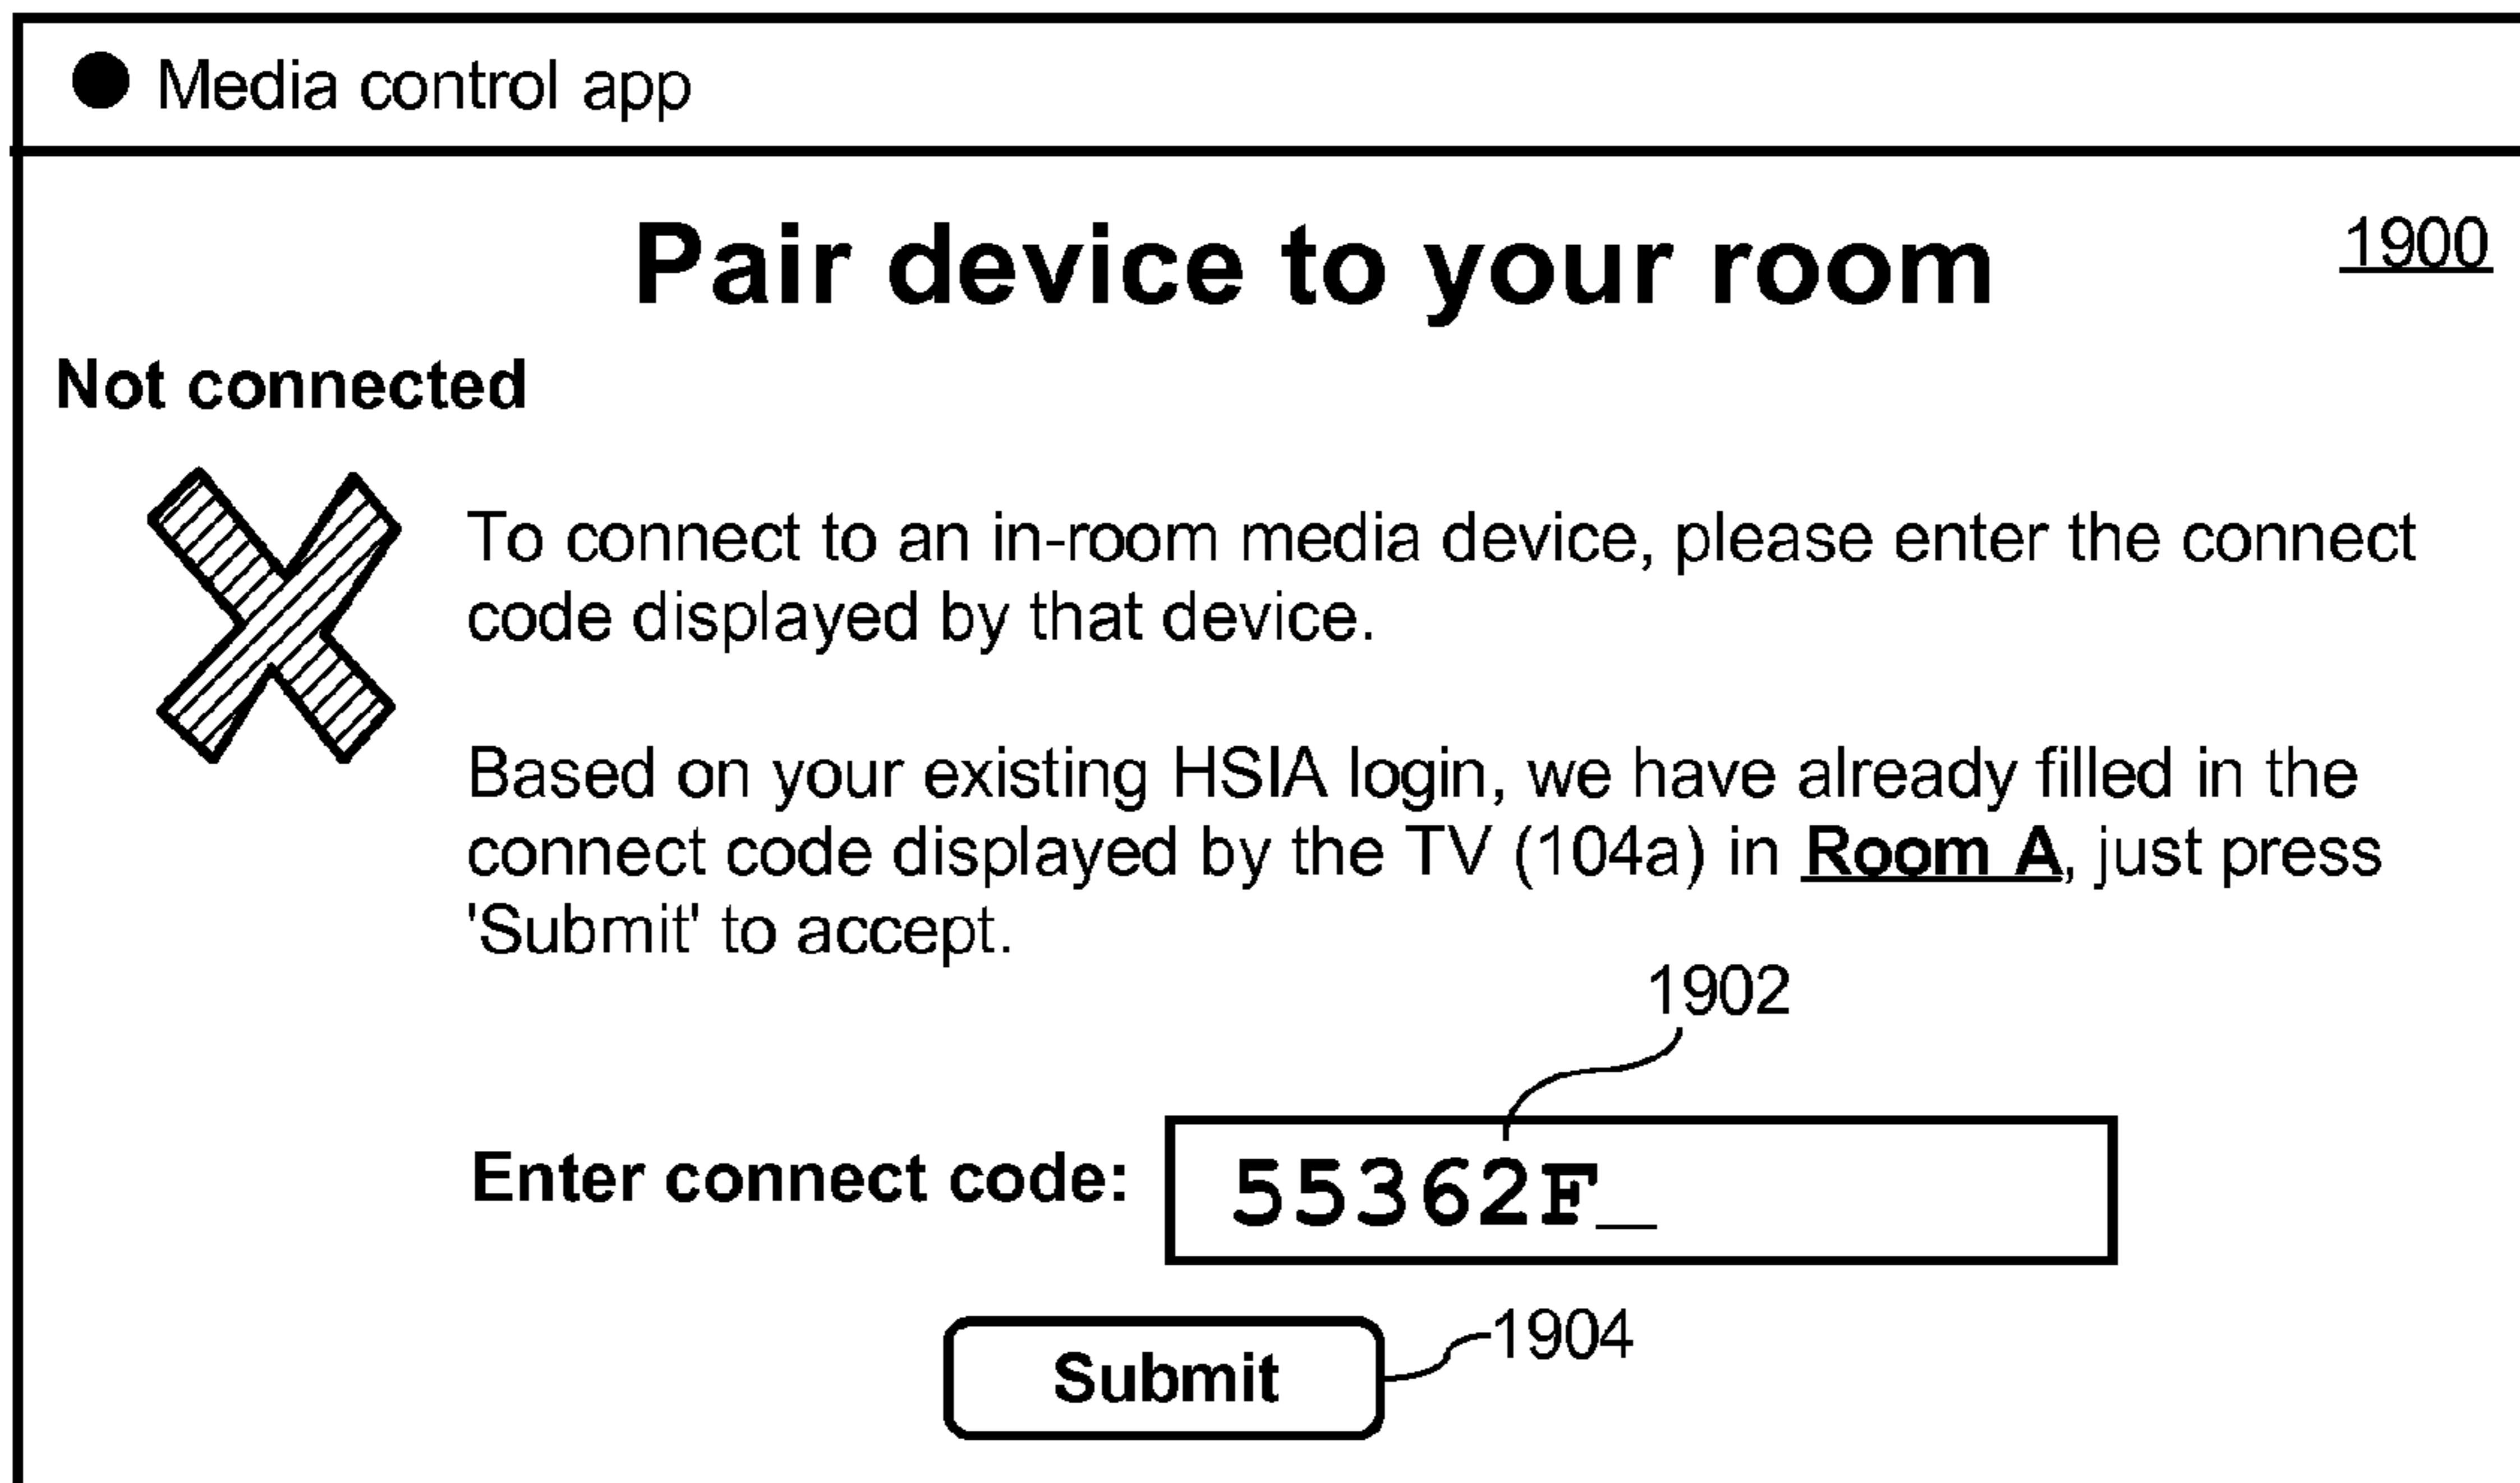 Media control app
Pair device to your room
1900
Not connected
To connect to an in-room media device, please enter the connect
code displayed by that device.
Based on your existing HSIA login, we have already filled in the
connect code displayed by the TV (104a) in Room A, just press
'Submit' to accept.
1902
Enter connect code: 55362F_
Submit
1904